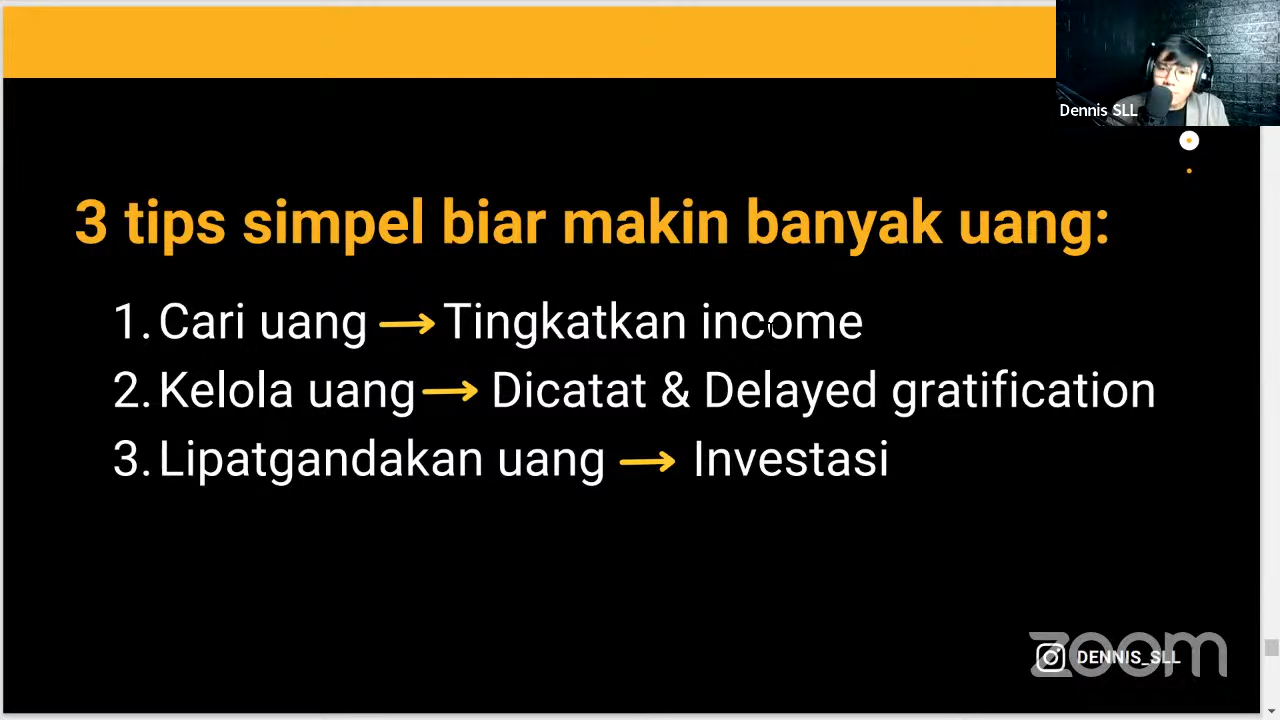 Dennis SLL
3 tips simpel biar makin banyak uang:
1. Cari uang → Tingkatkan income
2. Kelola uang → Dicatat & Delayed gratification
3. Lipatgandakan uang → Investasi
DENNIS_SLL
zoom